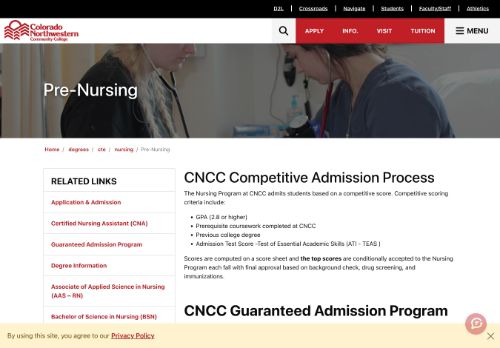 D2L | Crossroads | Navigate | Students | Faculty/Staff | Athletics
Colorado
Northwestern
Community College
APPLY INFO. VISIT TUITION MENU
Pre-Nursing
Home / degrees / cte / nursing / Pre-Nursing
RELATED LINKS
Application & Admission
Certified Nursing Assistant (CNA)
Guaranteed Admission Program
Degree Information
Associate of Applied Science in Nursing
(AAS – RN)
Bachelor of Science in Nursing (BSN)
CNCC Competitive Admission Process
The Nursing Program at CNCC admits students based on a competitive score. Competitive scoring
criteria include:
• GPA (2.8 or higher)
• Prerequisite coursework completed at CNCC
• Previous college degree
• Admission Test Score -Test of Essential Academic Skills (ATI - TEAS )
Scores are computed on a score sheet and the top scores are conditionally accepted to the Nursing
Program each fall with final approval based on background check, drug screening, and
immunizations.
CNCC Guaranteed Admission Program
By using this site, you agree to our Privacy Policy